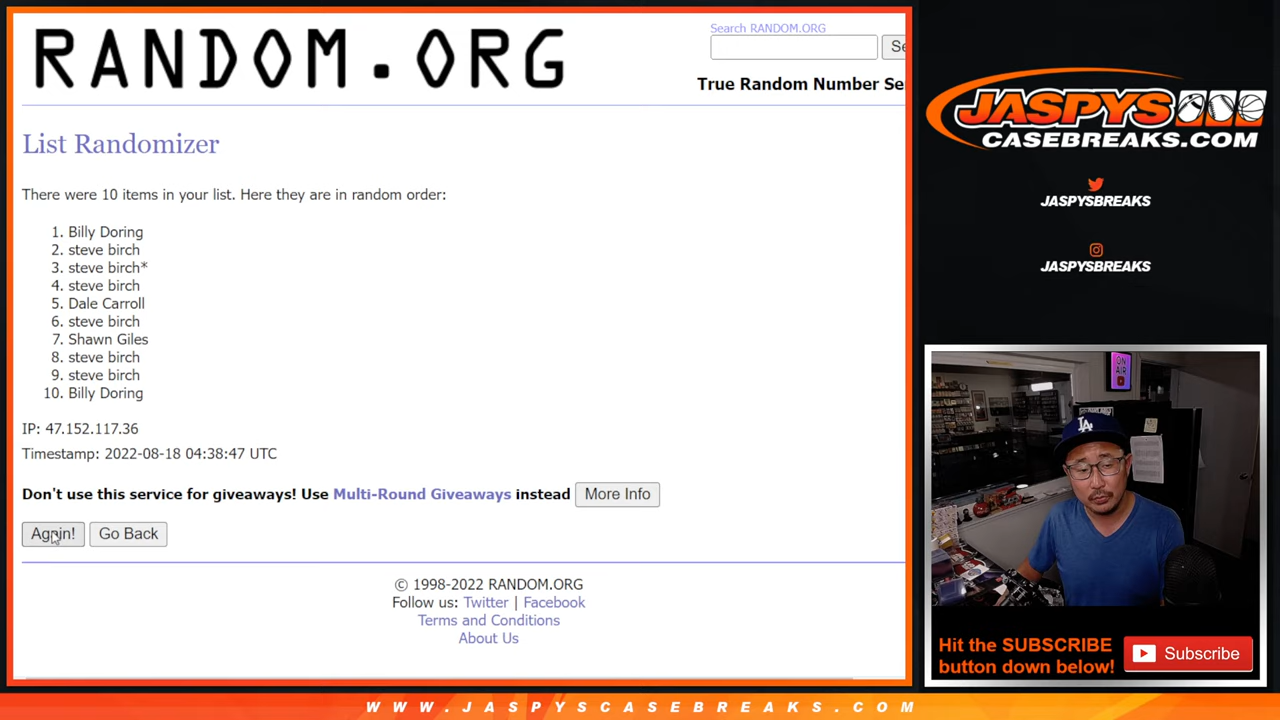 RANDOM.ORG
Search RANDOM.ORG
Se
True Random Number Se
List Randomizer
There were 10 items in your list. Here they are in random order:
1. Billy Doring
2. steve birch
3. steve birch*
4. steve birch
5. Dale Carroll
6. steve birch
7. Shawn Giles
8. steve birch
9. steve birch
10. Billy Doring
IP: 47.152.117.36
Timestamp: 2022-08-18 04:38:47 UTC
Don't use this service for giveaways! Use Multi-Round Giveaways instead More Info
Again! Go Back
© 1998-2022 RANDOM.ORG
Follow us: Twitter | Facebook
Terms and Conditions
About Us
JASPYS
CASEBREAKS.COM
JASPYSBREAKS
JASPYSBREAKS
ON
AIR
LA
Hit the SUBSCRIBE
button down below!
Subscribe
WWW.JASPYSCASEBREAKS.COM